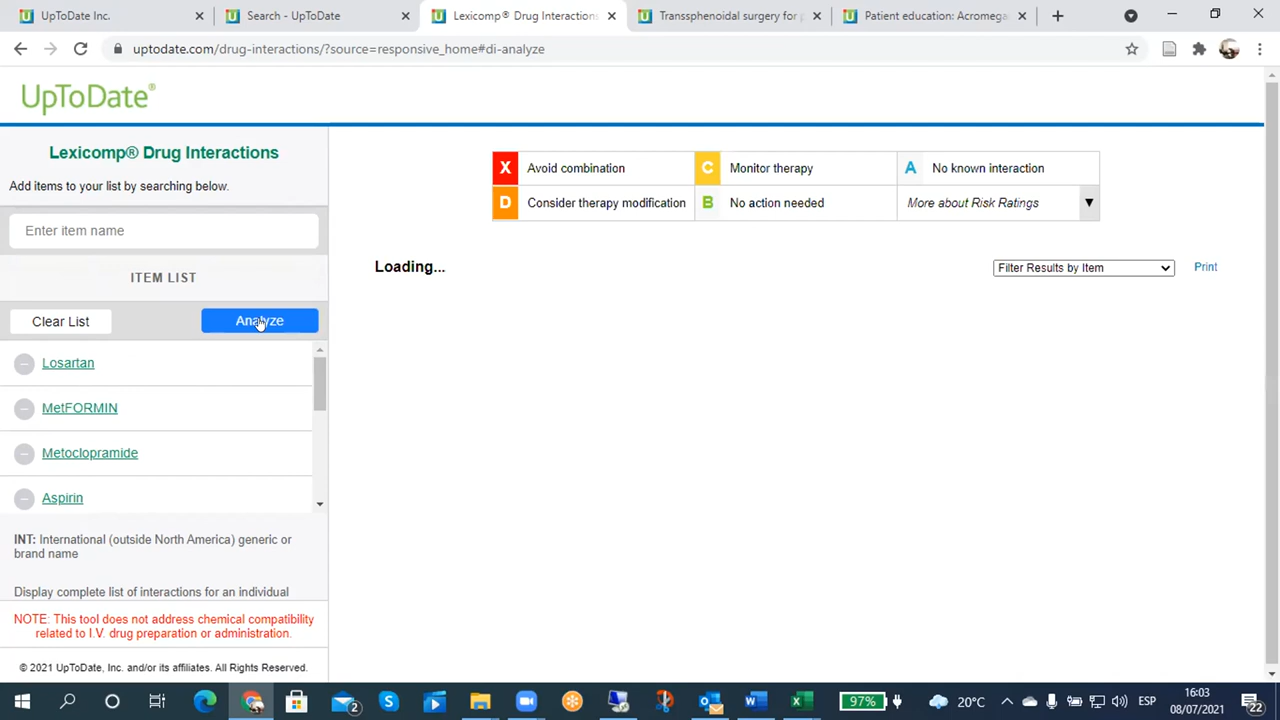 UpToDate Inc.
Search - UpToDate
Lexicomp® Drug Interactions
Transsphenoidal surgery for p
Patient education: Acromega
uptodate.com/drug-interactions/?source=responsive_home#di-analyze
UpToDate®
Lexicomp® Drug Interactions
Add items to your list by searching below.
Enter item name
ITEM LIST
Clear List
Analyze
Losartan
MetFORMIN
Metoclopramide
Aspirin
INT: International (outside North America) generic or
brand name
Display complete list of interactions for an individual
NOTE: This tool does not address chemical compatibility
related to I.V. drug preparation or administration.
© 2021 UpToDate, Inc. and/or its affiliates. All Rights Reserved.
X Avoid combination
C Monitor therapy
A No known interaction
D Consider therapy modification
B No action needed
More about Risk Ratings
Loading...
Filter Results by Item
Print
2
97%
20°C
ESP
16:03
08/07/2021
22